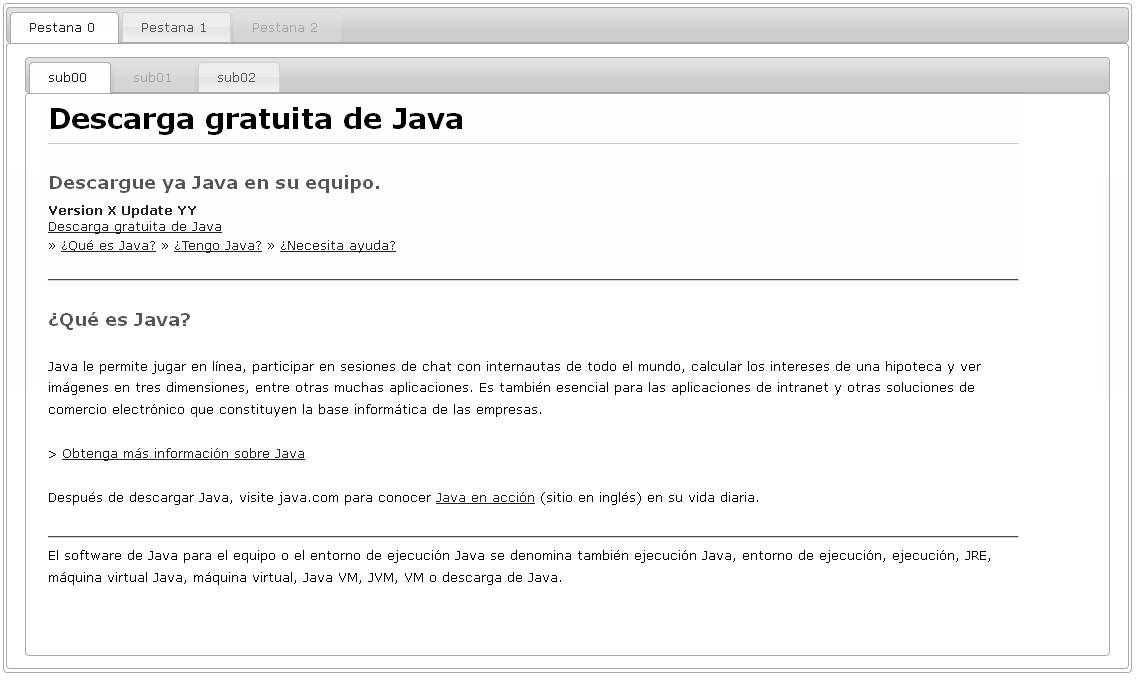 Pestana 0 Pestana 1 Pestana 2
sub00 sub01 sub02
Descarga gratuita de Java
Descargue ya Java en su equipo.
Version X Update YY
Descarga gratuita de Java
» ¿Qué es Java? » ¿Tengo Java? » ¿Necesita ayuda?
¿Qué es Java?
Java le permite jugar en línea, participar en sesiones de chat con internautas de todo el mundo, calcular los intereses de una hipoteca y ver
imágenes en tres dimensiones, entre otras muchas aplicaciones. Es también esencial para las aplicaciones de intranet y otras soluciones de
comercio electrónico que constituyen la base informática de las empresas.
> Obtenga más información sobre Java
Después de descargar Java, visite java.com para conocer Java en acción (sitio en inglés) en su vida diaria.
El software de Java para el equipo o el entorno de ejecución Java se denomina también ejecución Java, entorno de ejecución, ejecución, JRE,
máquina virtual Java, máquina virtual, Java VM, JVM, VM o descarga de Java.